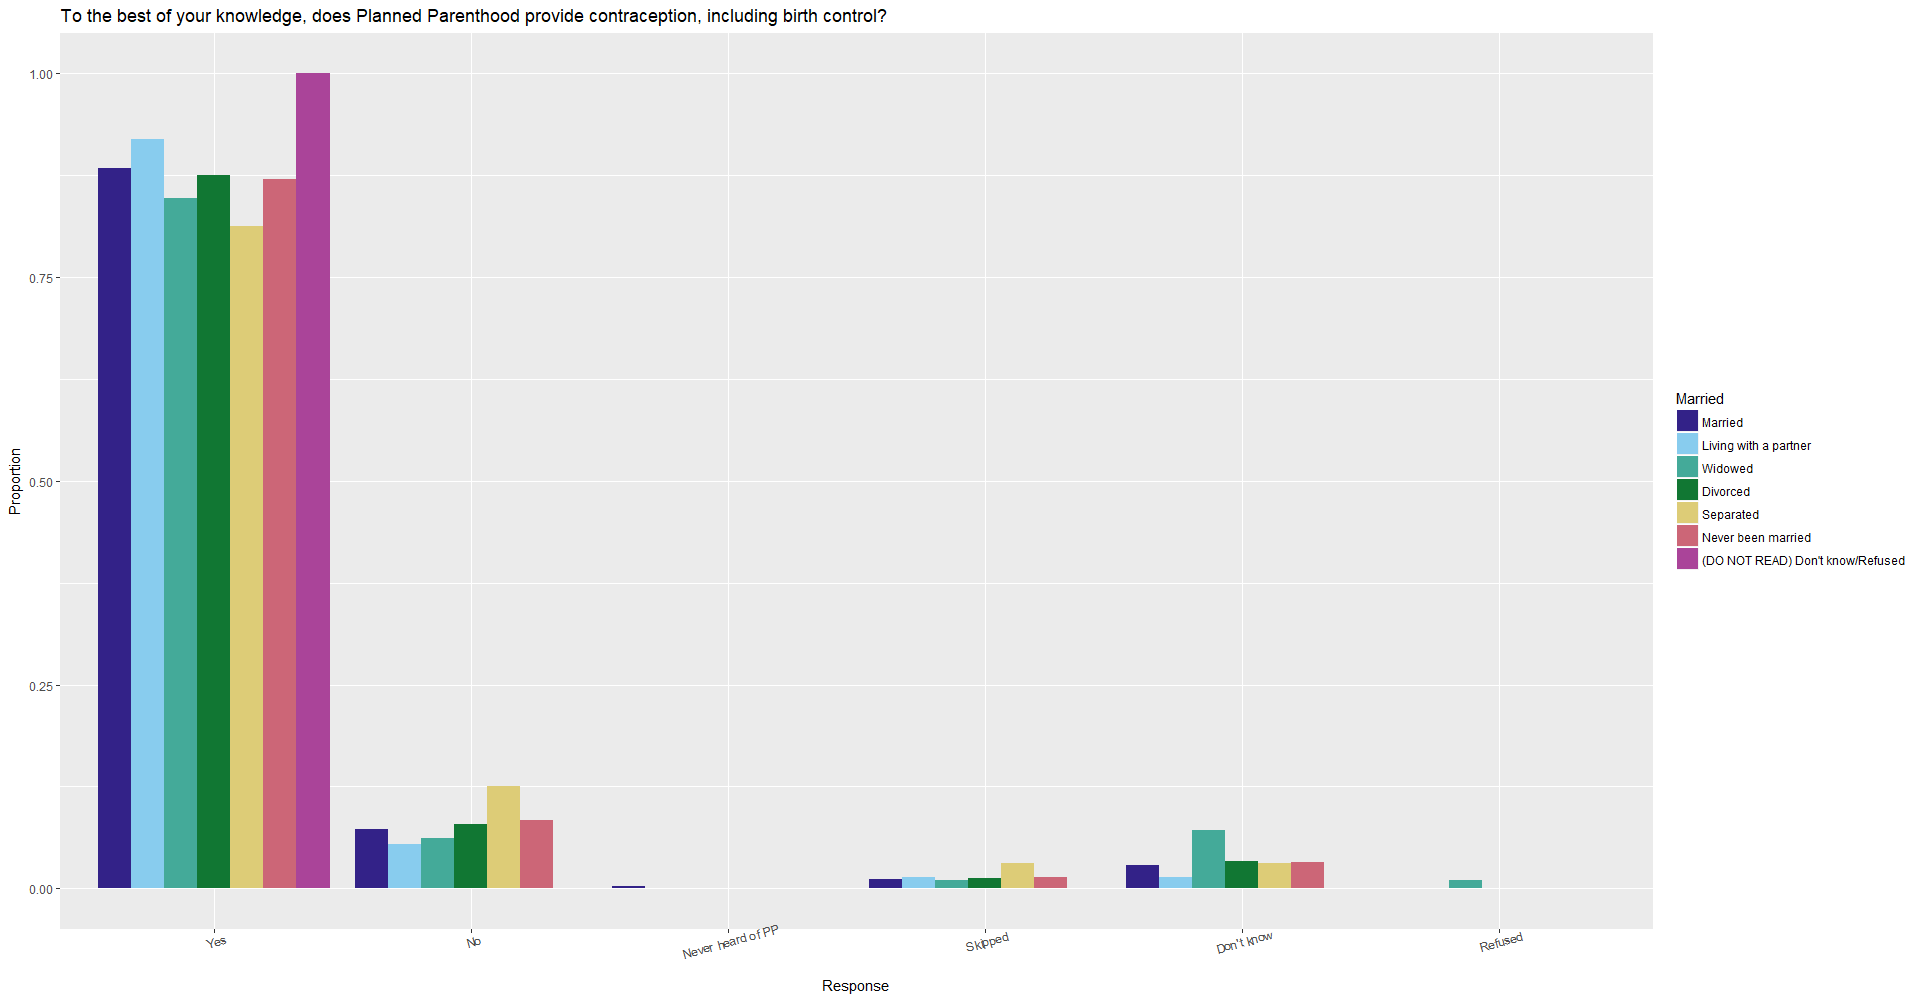 To the best of your knowledge, does Planned Parenthood provide contraception, including birth control?
1.00
0.75
0.50
0.25
0.00
Proportion
Yes
No
Never heard of PP
Skipped
Don't know
Refused
Response
Married
Married
Living with a partner
Widowed
Divorced
Separated
Never been married
(DO NOT READ) Don't know/Refused